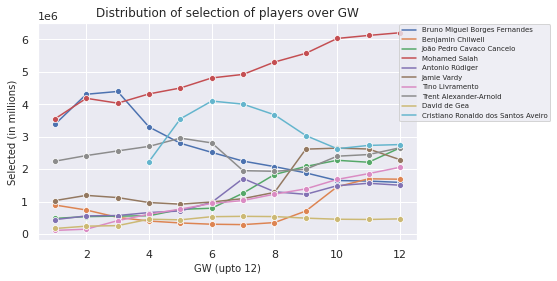 Distribution of selection of players over GW
1e6
6
5
4
3
2
1
0
Selected (in millions)
2
4
6
8
10
12
GW (upto 12)
Bruno Miguel Borges Fernandes
Benjamin Chilwell
João Pedro Cavaco Cancelo
Mohamed Salah
Antonio Rüdiger
Jamie Vardy
Tino Livramento
Trent Alexander-Arnold
David de Gea
Cristiano Ronaldo dos Santos Aveiro